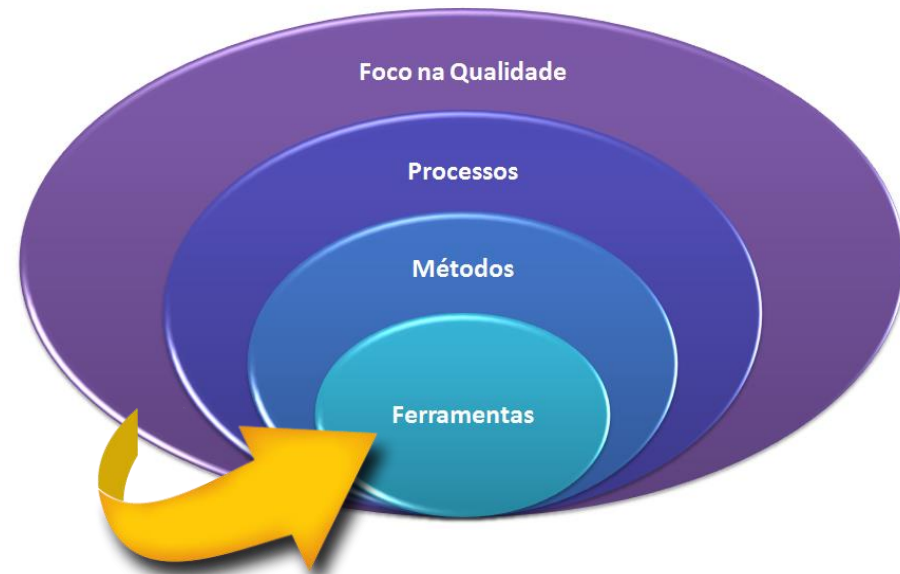 Foco na Qualidade
Processos
Métodos
Ferramentas